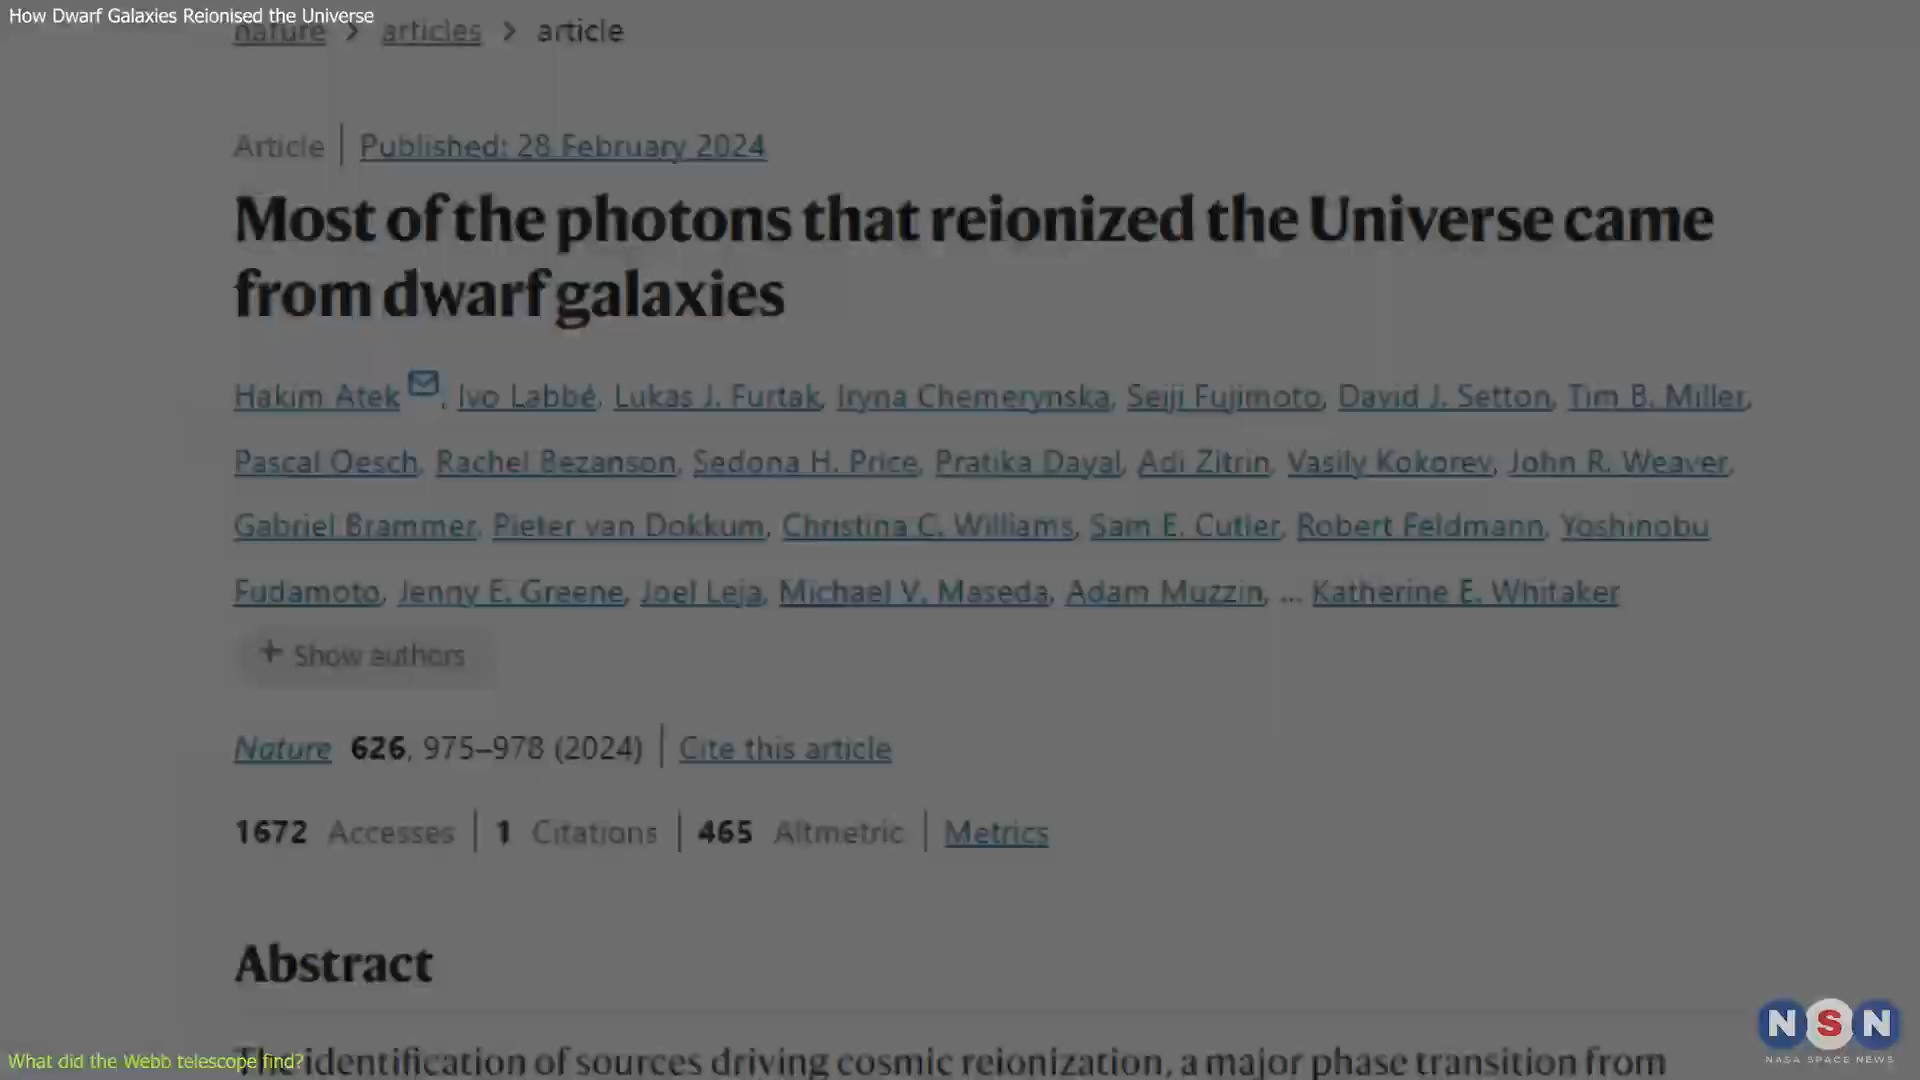 How Dwarf Galaxies Reionised the Universe
nature > articles > article
Article | Published: 28 February 2024
Most of the photons that reionized the Universe came
from dwarf galaxies
Hakim Atek, Ivo Labbé, Lukas J. Furtak, Iryna Chemerynska, Seiji Fujimoto, David J. Setton, Tim B. Miller,
Pascal Oesch, Rachel Bezanson, Sedona H. Price, Pratika Dayal, Adi Zitrin, Vasily Kokorev, John R. Weaver,
Gabriel Brammer, Pieter van Dokkum, Christina C. Williams, Sam E. Cutler, Robert Feldmann, Yoshinobu
Fudamoto, Jenny E. Greene, Joel Leja, Michael V. Maseda, Adam Muzzin, ... Katherine E. Whitaker
+ Show authors
Nature 626, 975–978 (2024) | Cite this article
1672 Accesses | 1 Citations | 465 Altmetric | Metrics
Abstract
The identification of sources driving cosmic reionization, a major phase transition from
What did the Webb telescope find?
NSN
NASA SPACE NEWS